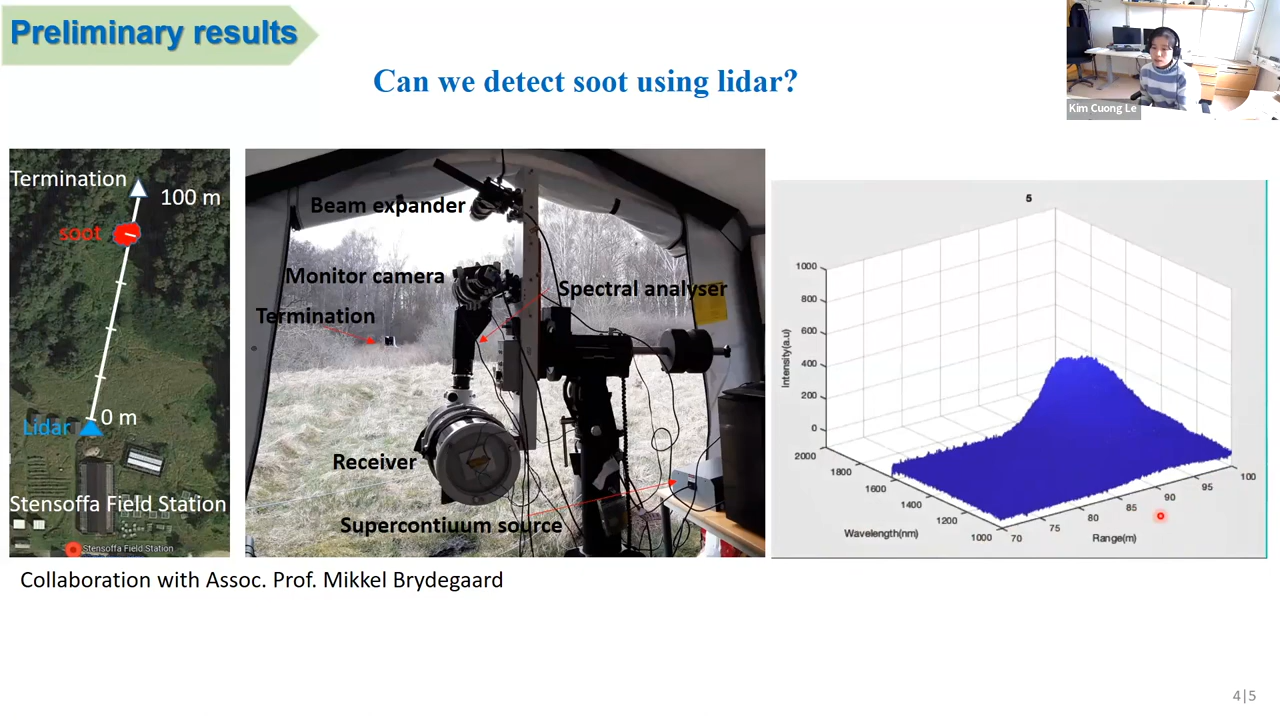 Preliminary results
Can we detect soot using lidar?
Kim Cuong Le
Termination
100 m
soot
0 m
Lidar
Stensoffa Field Station
Stensoffa Field Station
Beam expander
Monitor camera
Spectral analyser
Termination
Receiver
Supercontiuum source
5
Intensity(a.u)
1000
800
600
400
200
0
2000
1800
1600
1400
1200
1000
Wavelength(nm)
70
75
80
85
90
95
100
Range(m)
Collaboration with Assoc. Prof. Mikkel Brydegaard
4|5